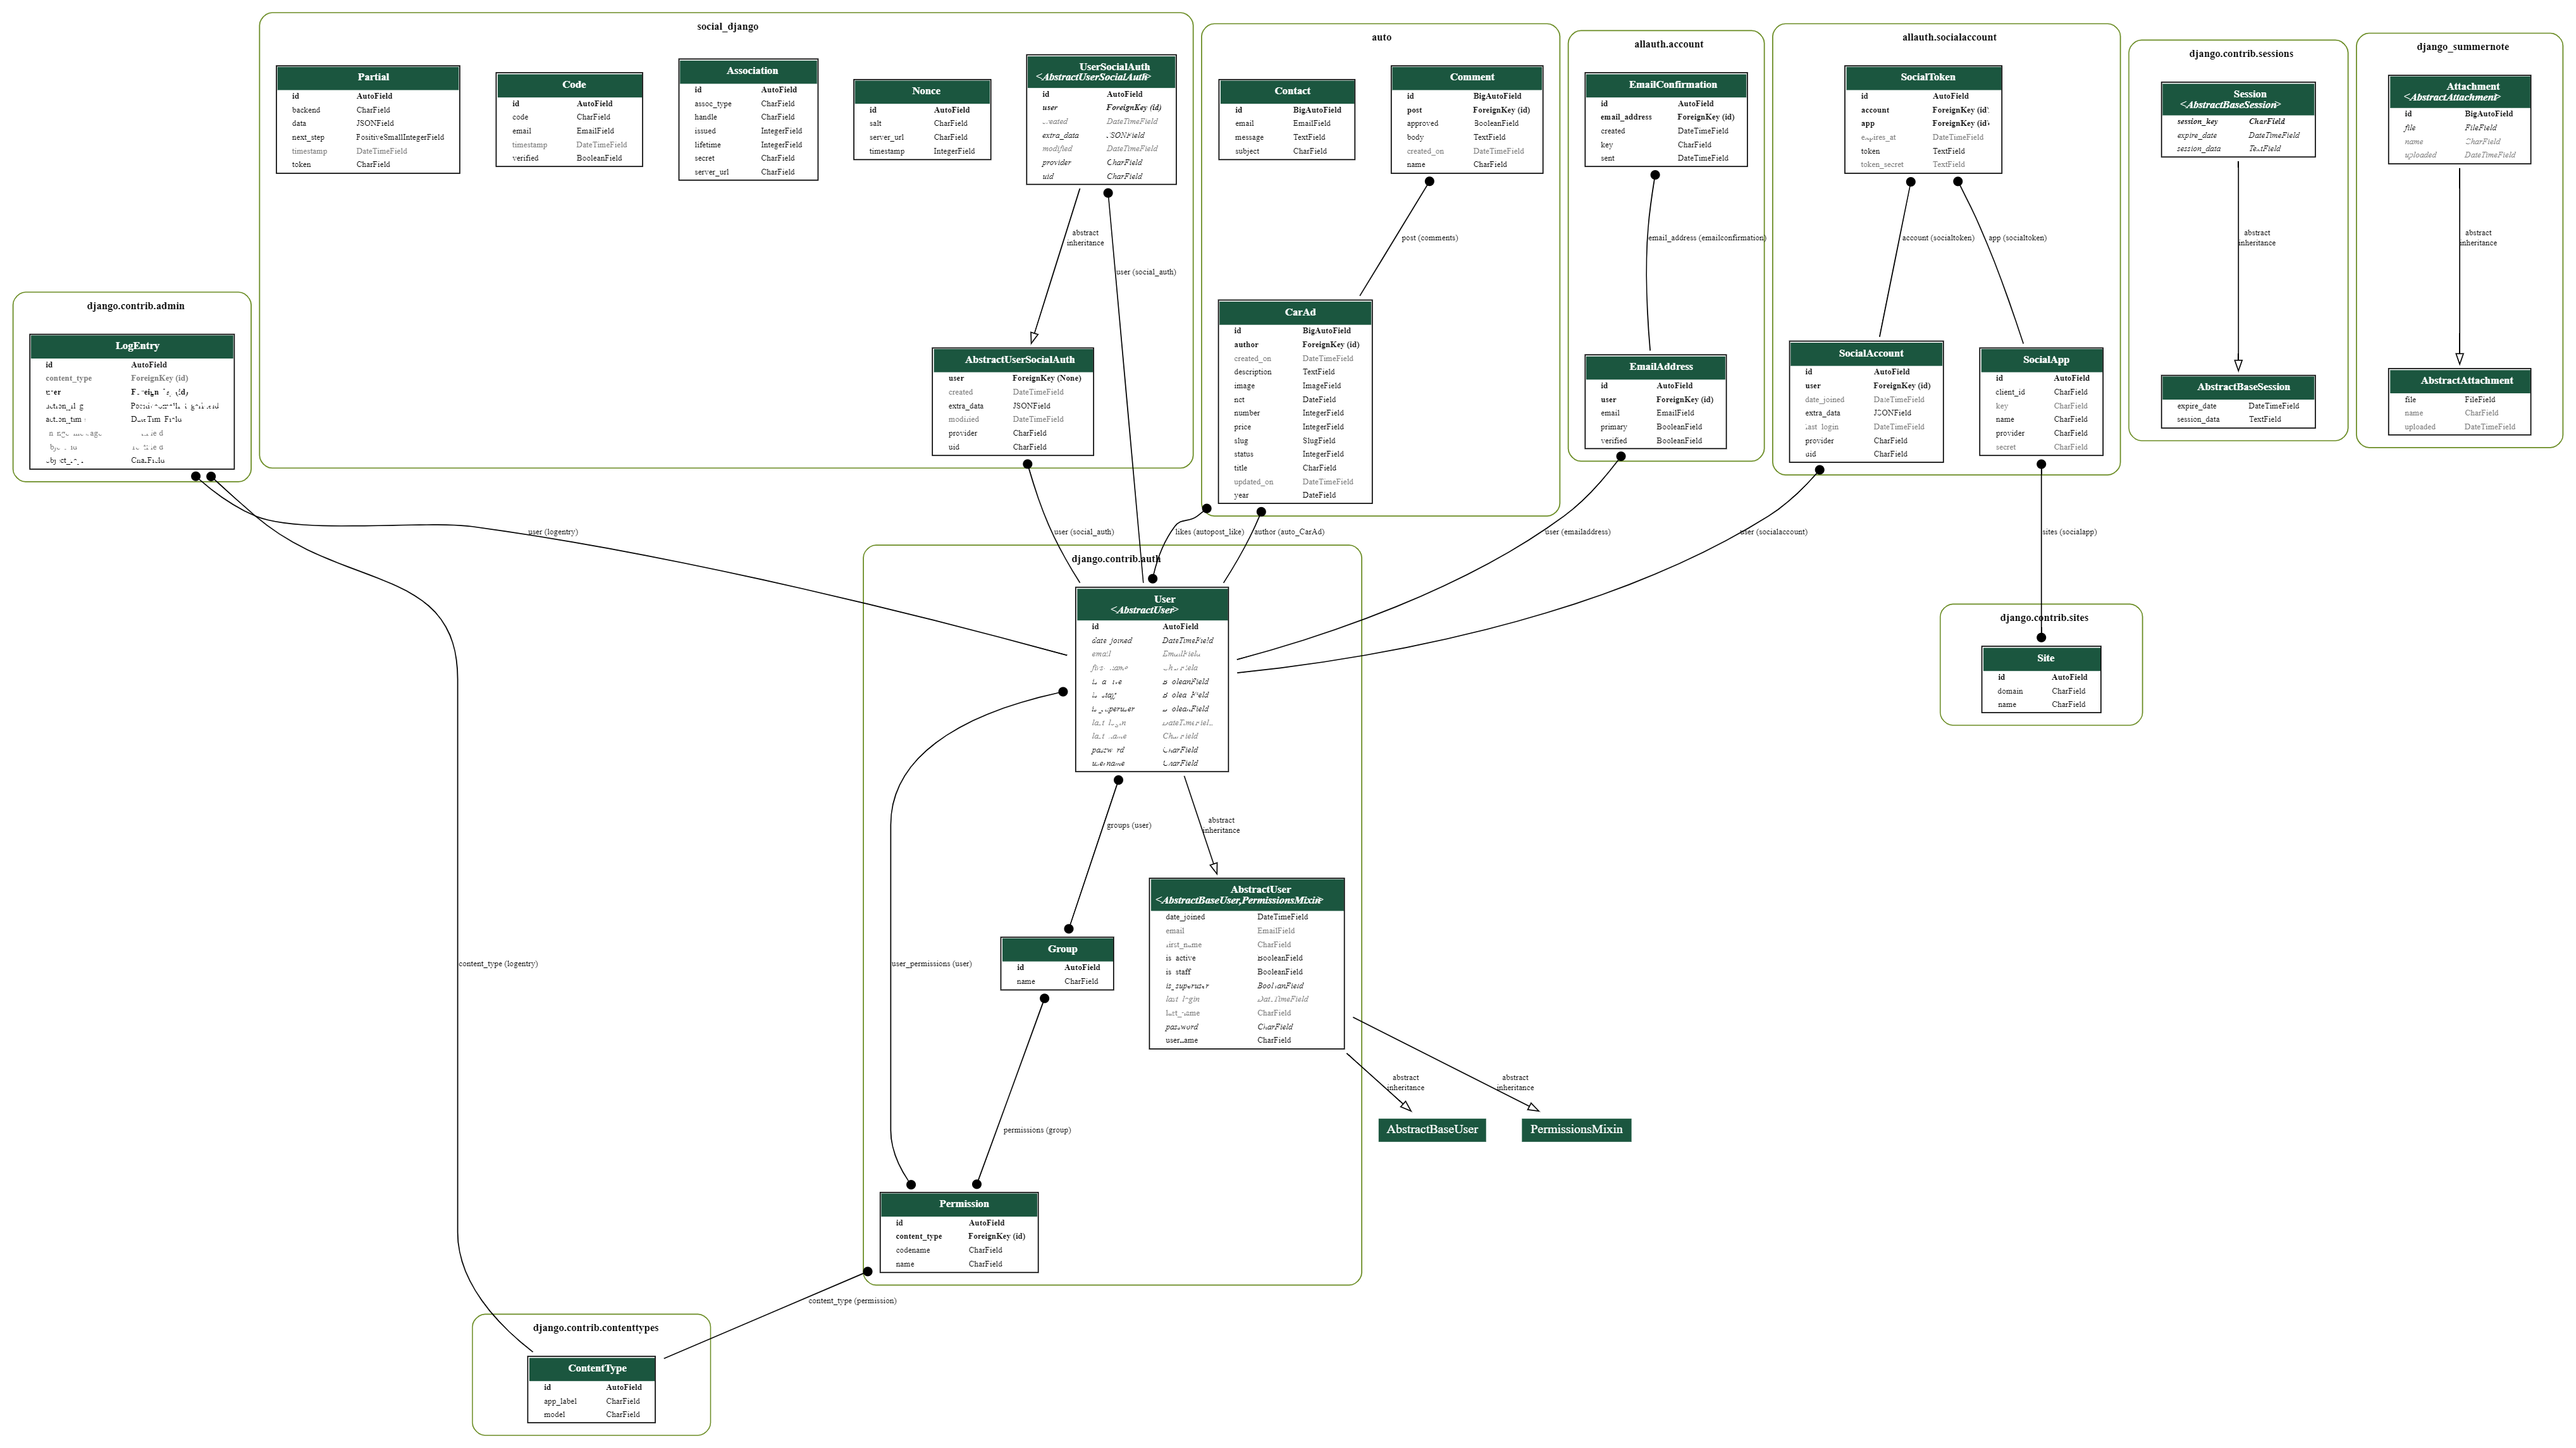 social_django
Partial
id AutoField
backend CharField
data JSONField
next_step PositiveSmallIntegerField
timestamp DateTimeField
token CharField
Code
id AutoField
code CharField
email EmailField
timestamp DateTimeField
verified BooleanField
Association
id AutoField
assoc_type CharField
handle CharField
issued IntegerField
lifetime IntegerField
secret CharField
server_url CharField
Nonce
id AutoField
salt CharField
server_url CharField
timestamp IntegerField
UserSocialAuth
<AbstractUserSocialAuth>
id AutoField
user ForeignKey (id)
created DateTimeField
extra_data JSONField
modified DateTimeField
provider CharField
uid CharField
abstract
inheritance
user (social_auth)
AbstractUserSocialAuth
user ForeignKey (None)
created DateTimeField
extra_data JSONField
modified DateTimeField
provider CharField
uid CharField
auto
Contact
id BigAutoField
email EmailField
message TextField
subject CharField
Comment
id BigAutoField
post ForeignKey (id)
approved BooleanField
body TextField
created_on DateTimeField
name CharField
post (comments)
CarAd
id BigAutoField
author ForeignKey (id)
created_on DateTimeField
description TextField
image ImageField
nct DateField
number IntegerField
price IntegerField
slug SlugField
status IntegerField
title CharField
updated_on DateTimeField
year DateField
allauth.account
EmailConfirmation
id AutoField
email_address ForeignKey (id)
created DateTimeField
key CharField
sent DateTimeField
email_address (emailconfirmation)
EmailAddress
id AutoField
user ForeignKey (id)
email EmailField
primary BooleanField
verified BooleanField
allauth.socialaccount
SocialToken
id AutoField
account ForeignKey (id)
app ForeignKey (id)
expires_at DateTimeField
token TextField
token_secret TextField
account (socialtoken)
app (socialtoken)
SocialAccount
id AutoField
user ForeignKey (id)
date_joined DateTimeField
extra_data JSONField
last_login DateTimeField
provider CharField
uid CharField
SocialApp
id AutoField
client_id CharField
key CharField
name CharField
provider CharField
secret CharField
django.contrib.sessions
Session
<AbstractBaseSession>
session_key CharField
expire_date DateTimeField
session_data TextField
abstract
inheritance
AbstractBaseSession
expire_date DateTimeField
session_data TextField
django_summernote
Attachment
<AbstractAttachment>
id BigAutoField
file FileField
name CharField
uploaded DateTimeField
abstract
inheritance
AbstractAttachment
file FileField
name CharField
uploaded DateTimeField
django.contrib.admin
LogEntry
id AutoField
content_type ForeignKey (id)
user ForeignKey (id)
action_time DateTimeField
CharField
user (logentry)
user (social_auth)
likes (autopost_like)
author (auto_CarAd)
user (emailaddress)
user (socialaccount)
sites (socialapp)
django.contrib.auth
User
<AbstractUser>
id AutoField
date_joined DateTimeField
email EmailField
first_name CharField
BooleanField
BooleanField
is_superuser BooleanField
last_login DateTimeField
last_name CharField
password CharField
username CharField
django.contrib.sites
Site
id AutoField
domain CharField
name CharField
groups (user)
abstract
inheritance
AbstractUser
<AbstractBaseUser,PermissionsMixin>
date_joined DateTimeField
email EmailField
first_name CharField
is_active BooleanField
is_staff BooleanField
is_superuser BooleanField
last_login DateTimeField
last_name CharField
password CharField
username CharField
Group
id AutoField
name CharField
content_type (logentry)
user_permissions (user)
abstract
inheritance
abstract
inheritance
AbstractBaseUser
PermissionsMixin
permissions (group)
Permission
id AutoField
content_type ForeignKey (id)
codename CharField
name CharField
content_type (permission)
django.contrib.contenttypes
ContentType
id AutoField
app_label CharField
model CharField